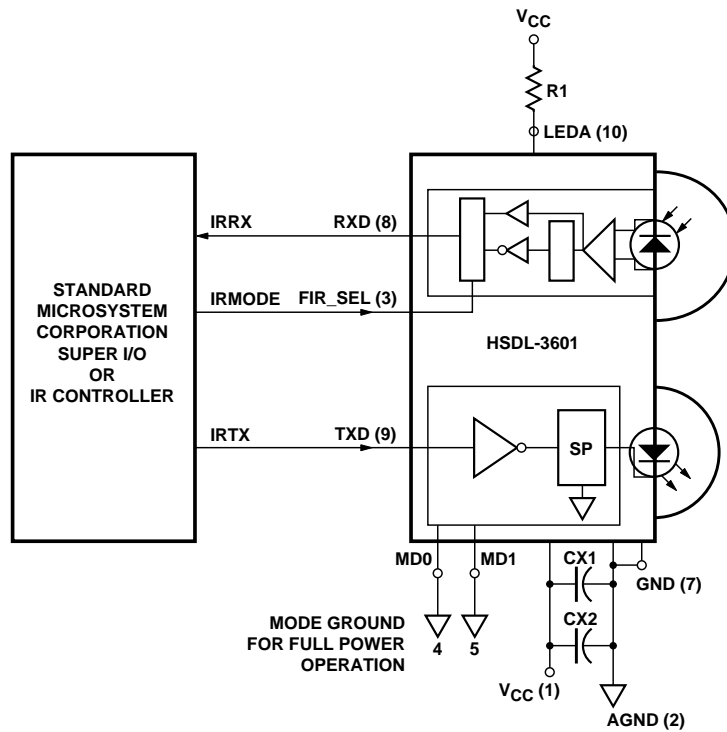 VCC
R1
LEDA (10)
STANDARD
MICROSYSTEM
CORPORATION
SUPER I/O
OR
IR CONTROLLER
IRRX
RXD (8)
IRMODE
FIR_SEL (3)
HSDL-3601
IRTX
TXD (9)
SP
MD0
MD1
CX1
GND (7)
MODE GROUND
FOR FULL POWER
OPERATION
4
5
CX2
VCC (1)
AGND (2)